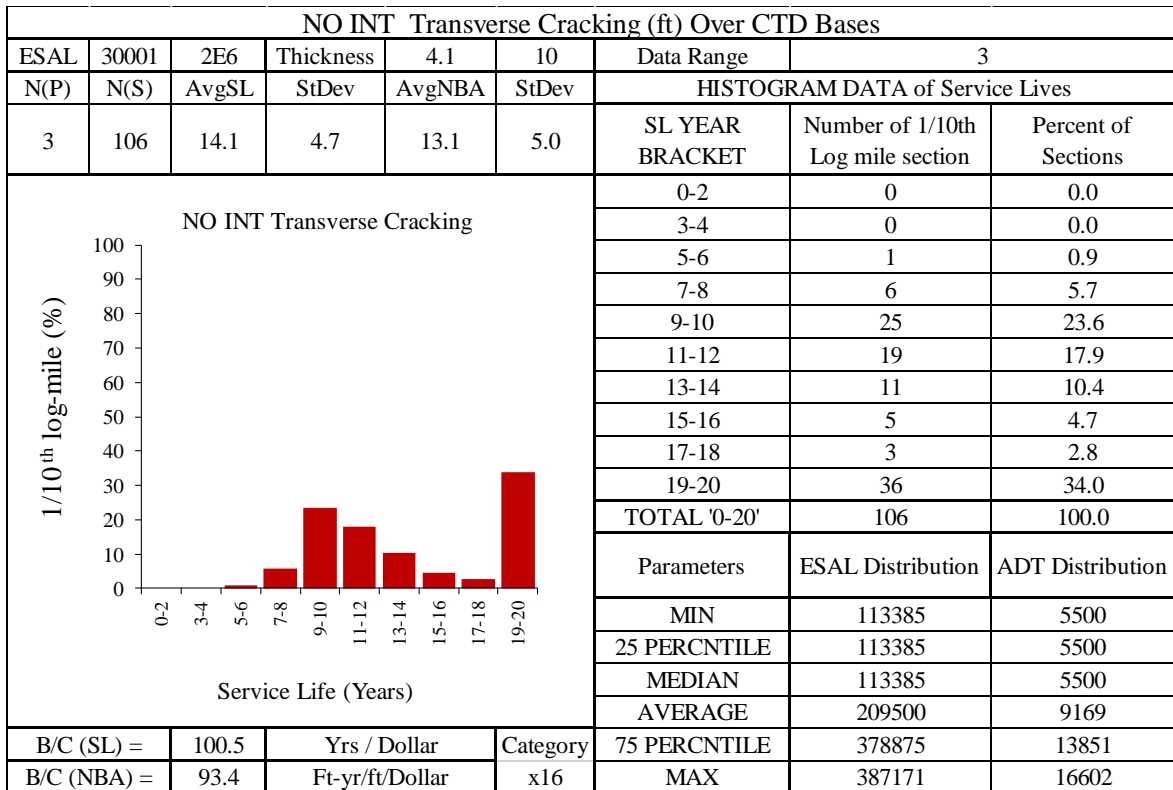 NO INT Transverse Cracking (ft) Over CTD Bases
ESAL 30001 2E6 Thickness 4.1 10 Data Range 3
N(P) N(S) AvgSL StDev AvgNBA StDev HISTOGRAM DATA of Service Lives
3 106 14.1 4.7 13.1 5.0
SL YEAR BRACKET Number of 1/10th Log mile section Percent of Sections
0-2 0 0.0
3-4 0 0.0
5-6 1 0.9
7-8 6 5.7
9-10 25 23.6
11-12 19 17.9
13-14 11 10.4
15-16 5 4.7
17-18 3 2.8
19-20 36 34.0
TOTAL '0-20' 106 100.0
Parameters ESAL Distribution ADT Distribution
MIN 113385 5500
25 PERCNTILE 113385 5500
MEDIAN 113385 5500
AVERAGE 209500 9169
75 PERCNTILE 378875 13851
MAX 387171 16602
NO INT Transverse Cracking
1/10th log-mile (%)
100
90
80
70
60
50
40
30
20
10
0
0-2 3-4 5-6 7-8 9-10 11-12 13-14 15-16 17-18 19-20
Service Life (Years)
B/C (SL) = 100.5 Yrs / Dollar Category
B/C (NBA) = 93.4 Ft-yr/ft/Dollar x16